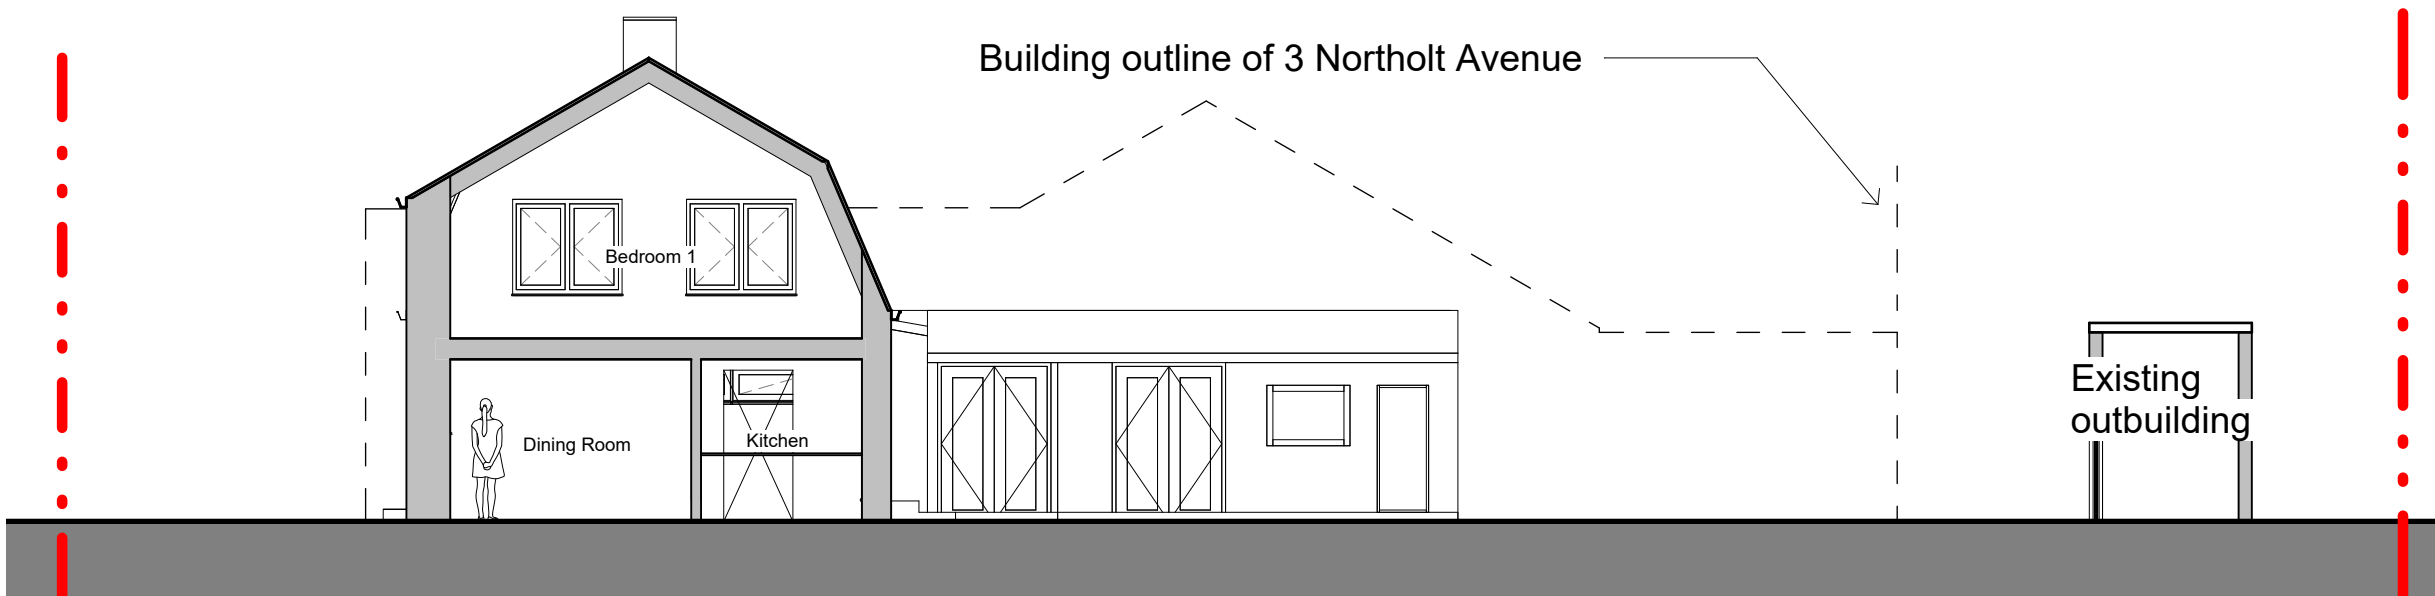 Building outline of 3 Northolt Avenue
Bedroom 1
Existing
outbuilding
Dining Room
Kitchen